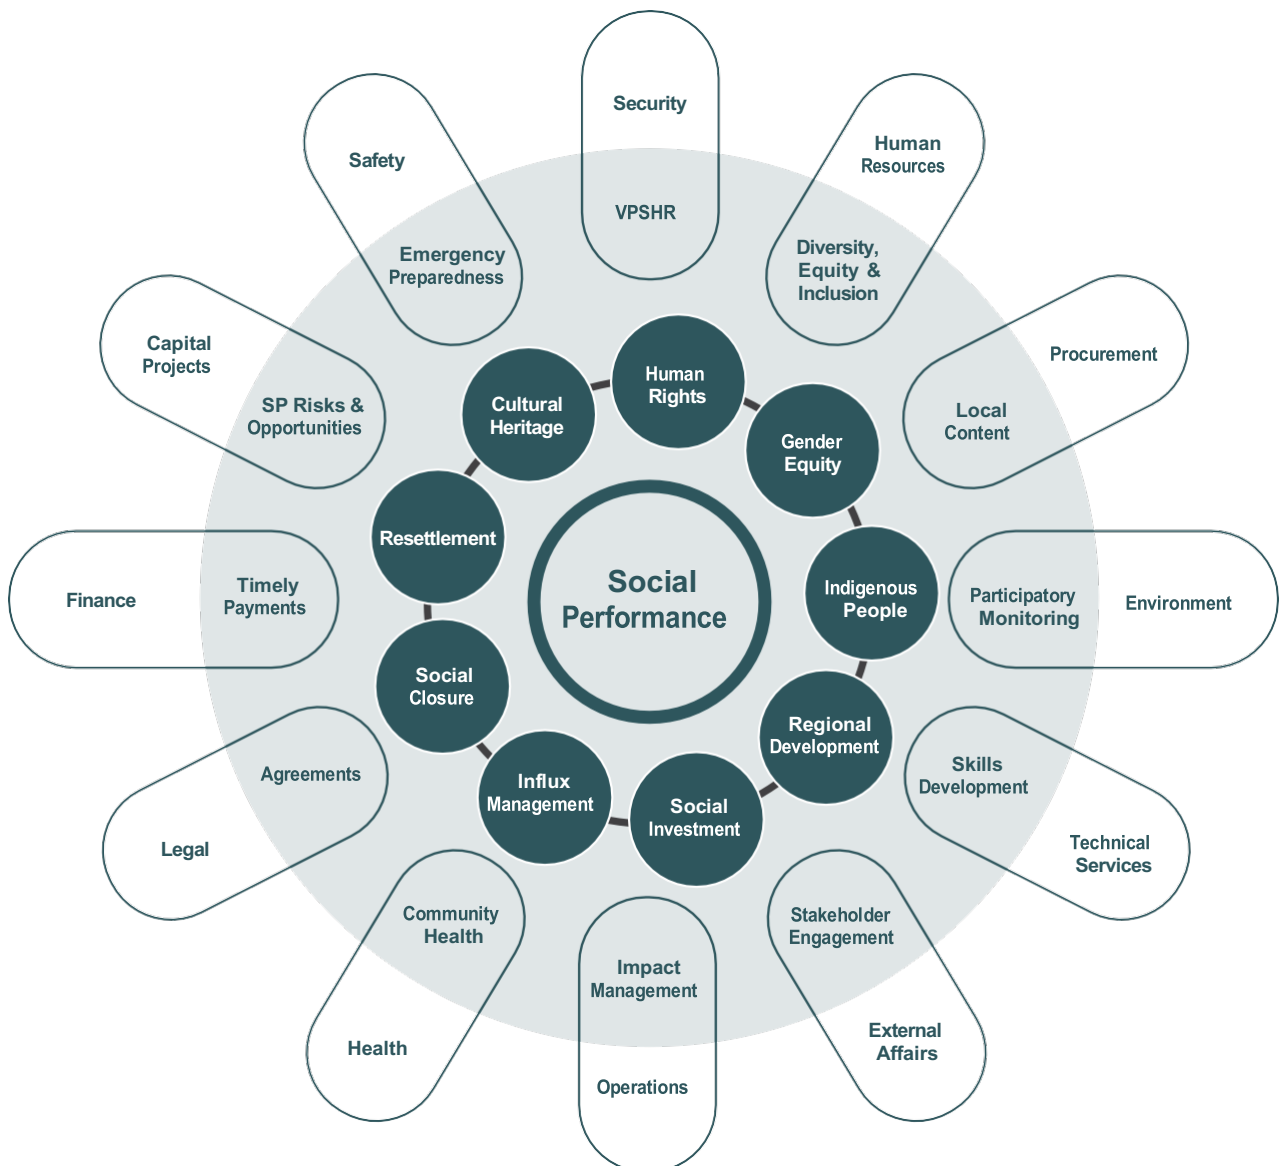 Security
VPSHR
Human
Resources
Diversity,
Equity &
Inclusion
Procurement
Local
Content
Environment
Participatory
Monitoring
Technical
Services
Skills
Development
External
Affairs
Stakeholder
Engagement
Operations
Impact
Management
Health
Community
Health
Legal
Agreements
Finance
Timely
Payments
Capital
Projects
SP Risks &
Opportunities
Safety
Emergency
Preparedness
Human
Rights
Gender
Equity
Indigenous
People
Regional
Development
Social
Investment
Influx
Management
Social
Closure
Resettlement
Cultural
Heritage
Social
Performance